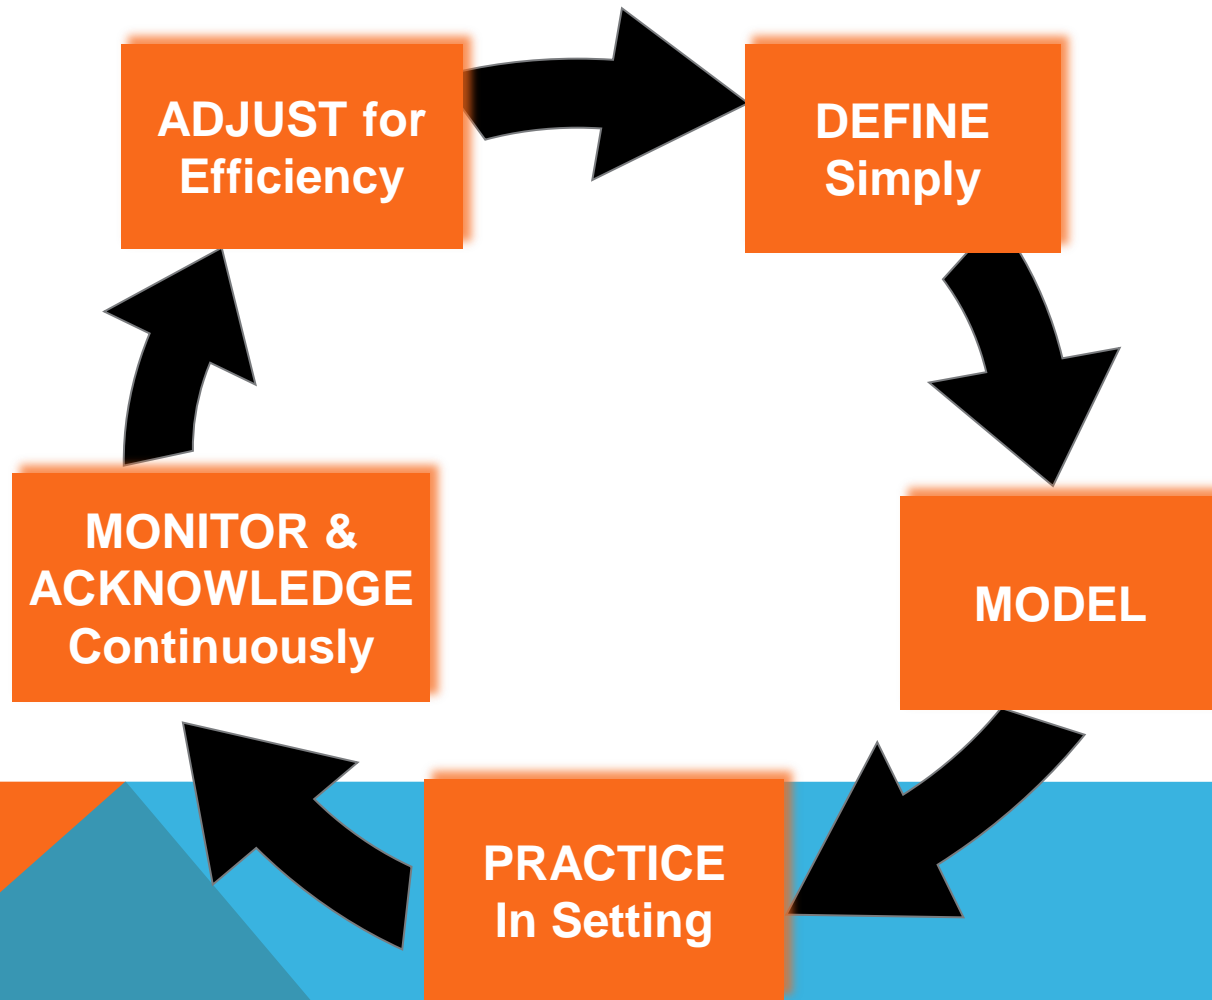 ADJUST for
Efficiency
DEFINE
Simply
MODEL
PRACTICE
In Setting
MONITOR &
ACKNOWLEDGE
Continuously